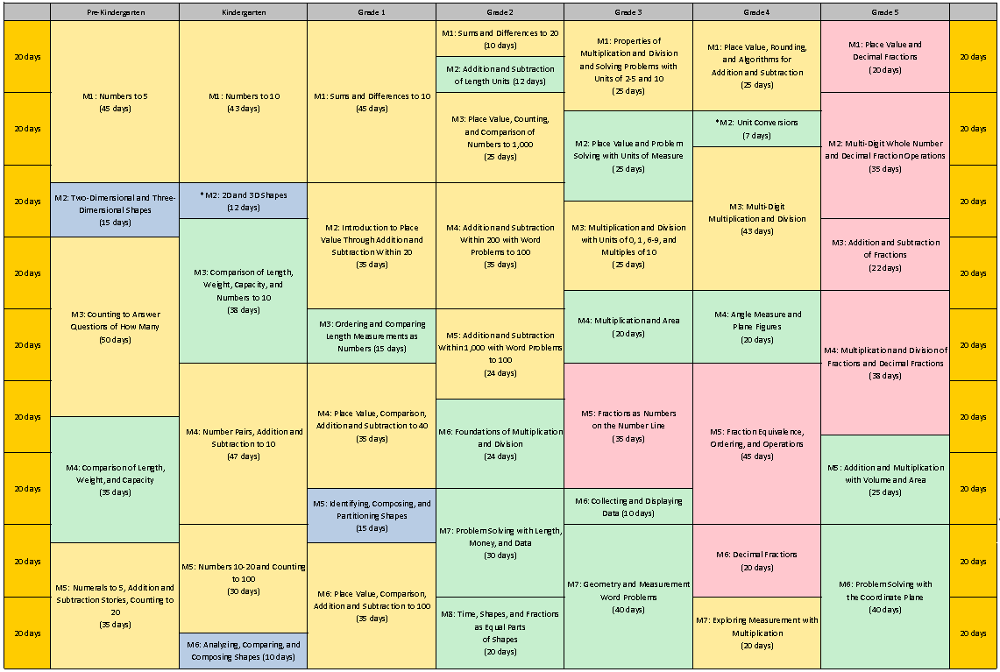 Pre-Kindergarten
Kindergarten
Grade 1
Grade 2
Grade 3
Grade 4
Grade 5
20 days
20 days
20 days
20 days
20 days
20 days
20 days
20 days
20 days
M1: Numbers to 5
(45 days)
M2: Two-Dimensional and Three-
Dimensional Shapes
(15 days)
M3: Counting to Answer
Questions of How Many
(50 days)
M4: Comparison of Length,
Weight, and Capacity
(35 days)
M5: Numerals to 5, Addition and
Subtraction Stories, Counting to
20
(35 days)
M1: Numbers to 10
(43 days)
*M2: 2D and 3D Shapes
(12 days)
M3: Comparison of Length,
Weight, Capacity, and
Numbers to 10
(38 days)
M4: Number Pairs, Addition and
Subtraction to 10
(47 days)
M5: Numbers 10-20 and Counting
to 100
(30 days)
M6: Analyzing, Comparing, and
Composing Shapes (10 days)
M1: Sums and Differences to 10
(45 days)
M2: Introduction to Place
Value Through Addition and
Subtraction Within 20
(35 days)
M3: Ordering and Comparing
Length Measurements as
Numbers (15 days)
M4: Place Value, Comparison,
Addition and Subtraction to 40
(35 days)
M5: Identifying, Composing, and
Partitioning Shapes
(15 days)
M6: Place Value, Comparison,
Addition and Subtraction to 100
(35 days)
M1: Sums and Differences to 20
(10 days)
M2: Addition and Subtraction
of Length Units (12 days)
M3: Place Value, Counting,
and Comparison of
Numbers to 1,000
(25 days)
M4: Addition and Subtraction
Within 200 with Word
Problems to 100
(35 days)
M5: Addition and Subtraction
Within 1,000 with Word Problems
to 100
(24 days)
M6: Foundations of Multiplication
and Division
(24 days)
M7: Problem Solving with Length,
Money, and Data
(30 days)
M8: Time, Shapes, and Fractions
as Equal Parts
of Shapes
(20 days)
M1: Properties of
Multiplication and Division
and Solving Problems with
Units of 2-5 and 10
(25 days)
M2: Place Value and Problem
Solving with Units of Measure
(25 days)
M3: Multiplication and Division
with Units of 0, 1, 6-9, and
Multiples of 10
(25 days)
M4: Multiplication and Area
(20 days)
M5: Fractions as Numbers
on the Number Line
(35 days)
M6: Collecting and Displaying
Data (10 days)
M7: Geometry and Measurement
Word Problems
(40 days)
M1: Place Value, Rounding,
and Algorithms for
Addition and Subtraction
(25 days)
*M2: Unit Conversions
(7 days)
M3: Multi-Digit
Multiplication and Division
(43 days)
M4: Angle Measure and
Plane Figures
(20 days)
M5: Fraction Equivalence,
Ordering, and Operations
(45 days)
M6: Decimal Fractions
(20 days)
M7: Exploring Measurement with
Multiplication
(20 days)
M1: Place Value and
Decimal Fractions
(20 days)
M2: Multi-Digit Whole Number
and Decimal Fraction Operations
(35 days)
M3: Addition and Subtraction
of Fractions
(22 days)
M4: Multiplication and Division of
Fractions and Decimal Fractions
(38 days)
M5: Addition and Multiplication
with Volume and Area
(25 days)
M6: Problem Solving with
the Coordinate Plane
(40 days)
20 days
20 days
20 days
20 days
20 days
20 days
20 days
20 days
20 days